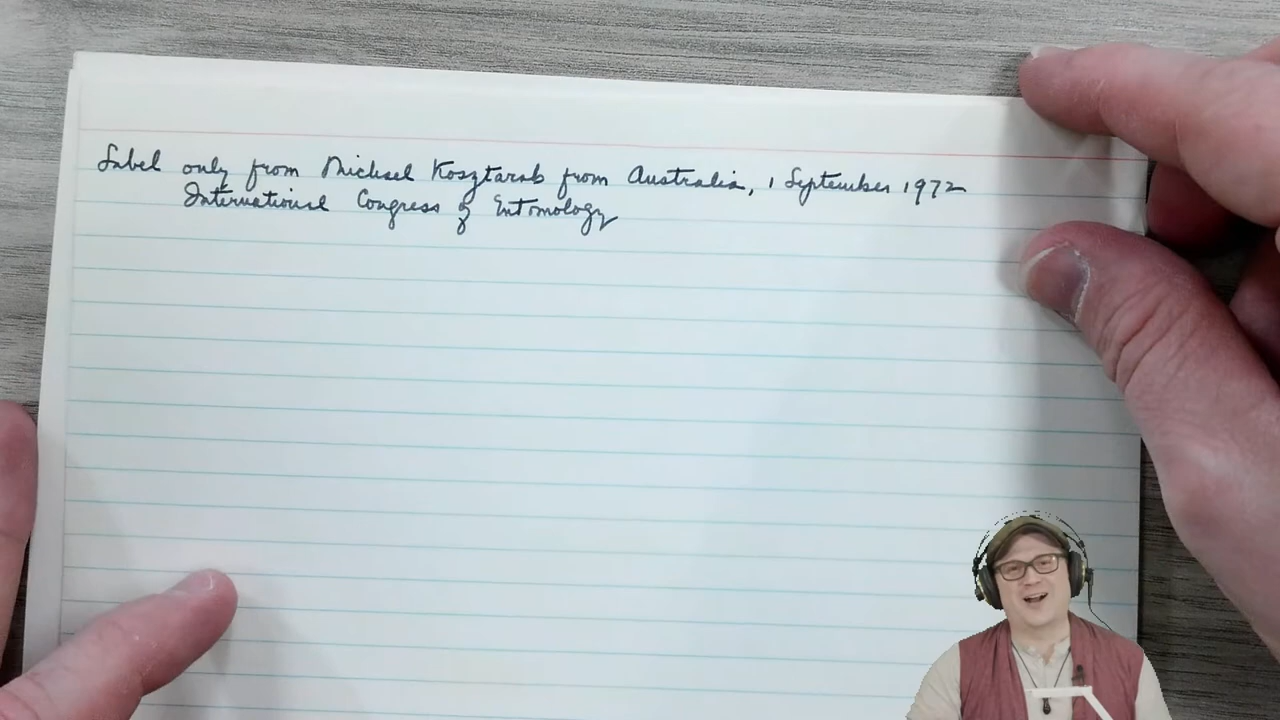 Label only from Michael Kosztarab from Australia, 1 September 1972
International Congress of Entomology